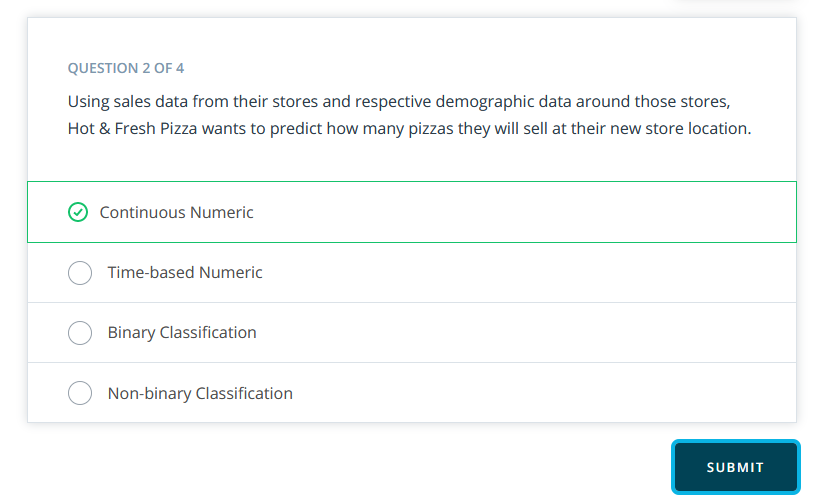 QUESTION 2 OF 4
Using sales data from their stores and respective demographic data around those stores,
Hot & Fresh Pizza wants to predict how many pizzas they will sell at their new store location.
Continuous Numeric
Time-based Numeric
Binary Classification
Non-binary Classification
SUBMIT